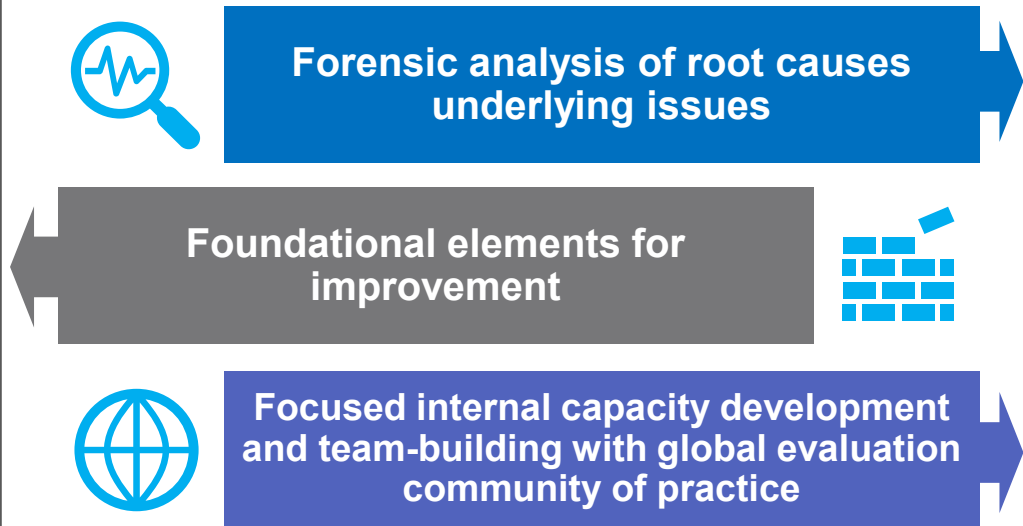 Forensic analysis of root causes
underlying issues
Foundational elements for
improvement
Focused internal capacity development
and team-building with global evaluation
community of practice